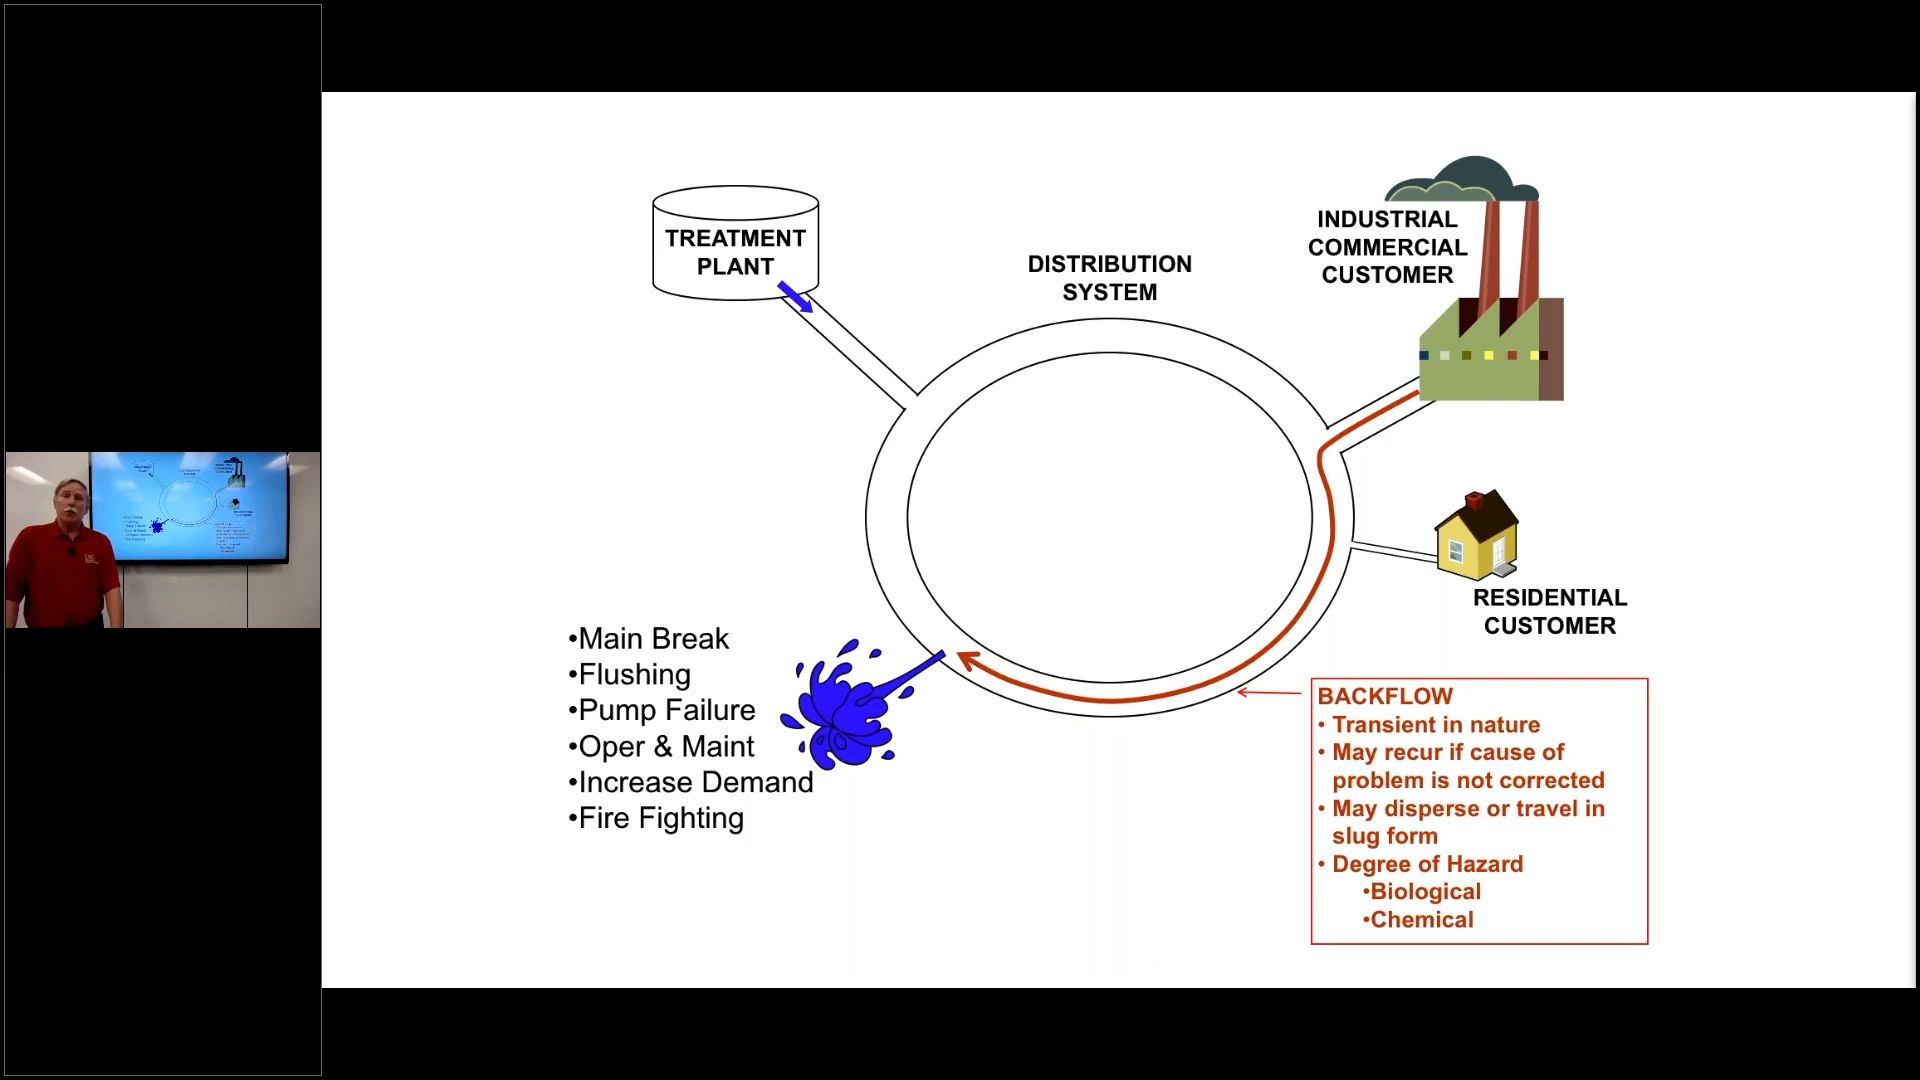 TREATMENT
PLANT
DISTRIBUTION
SYSTEM
INDUSTRIAL
COMMERCIAL
CUSTOMER
RESIDENTIAL
CUSTOMER
•Main Break
•Flushing
•Pump Failure
•Oper & Maint
•Increase Demand
•Fire Fighting
BACKFLOW
• Transient in nature
• May recur if cause of
problem is not corrected
• May disperse or travel in
slug form
• Degree of Hazard
•Biological
•Chemical